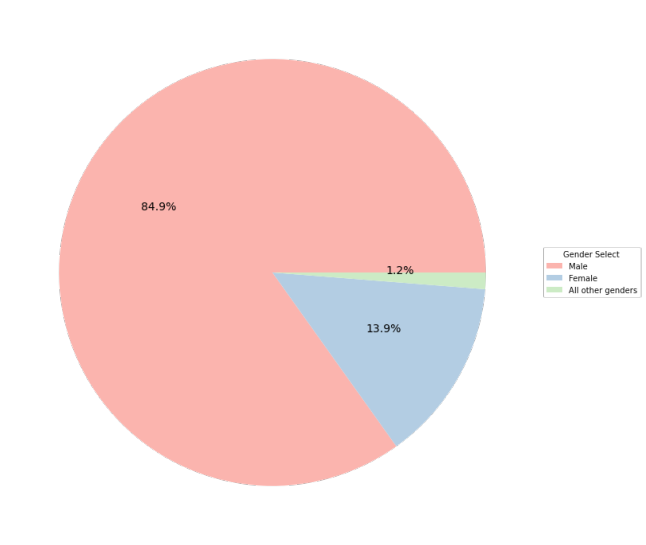 84.9%
1.2%
13.9%
Gender Select
Male
Female
All other genders